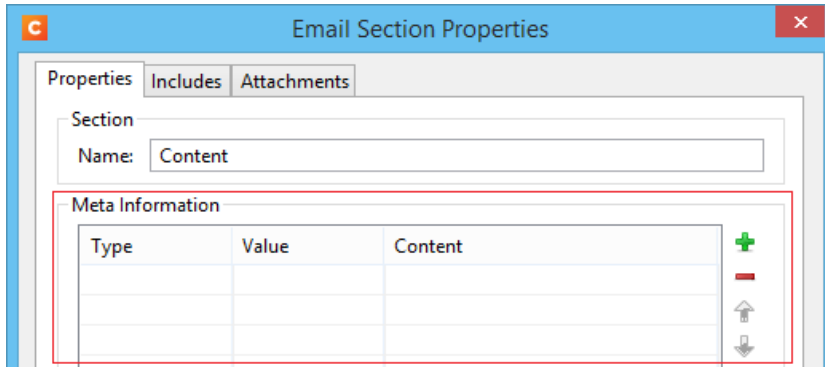 C Email Section Properties
Properties Includes Attachments
Section
Name: Content
Meta Information
Type Value Content